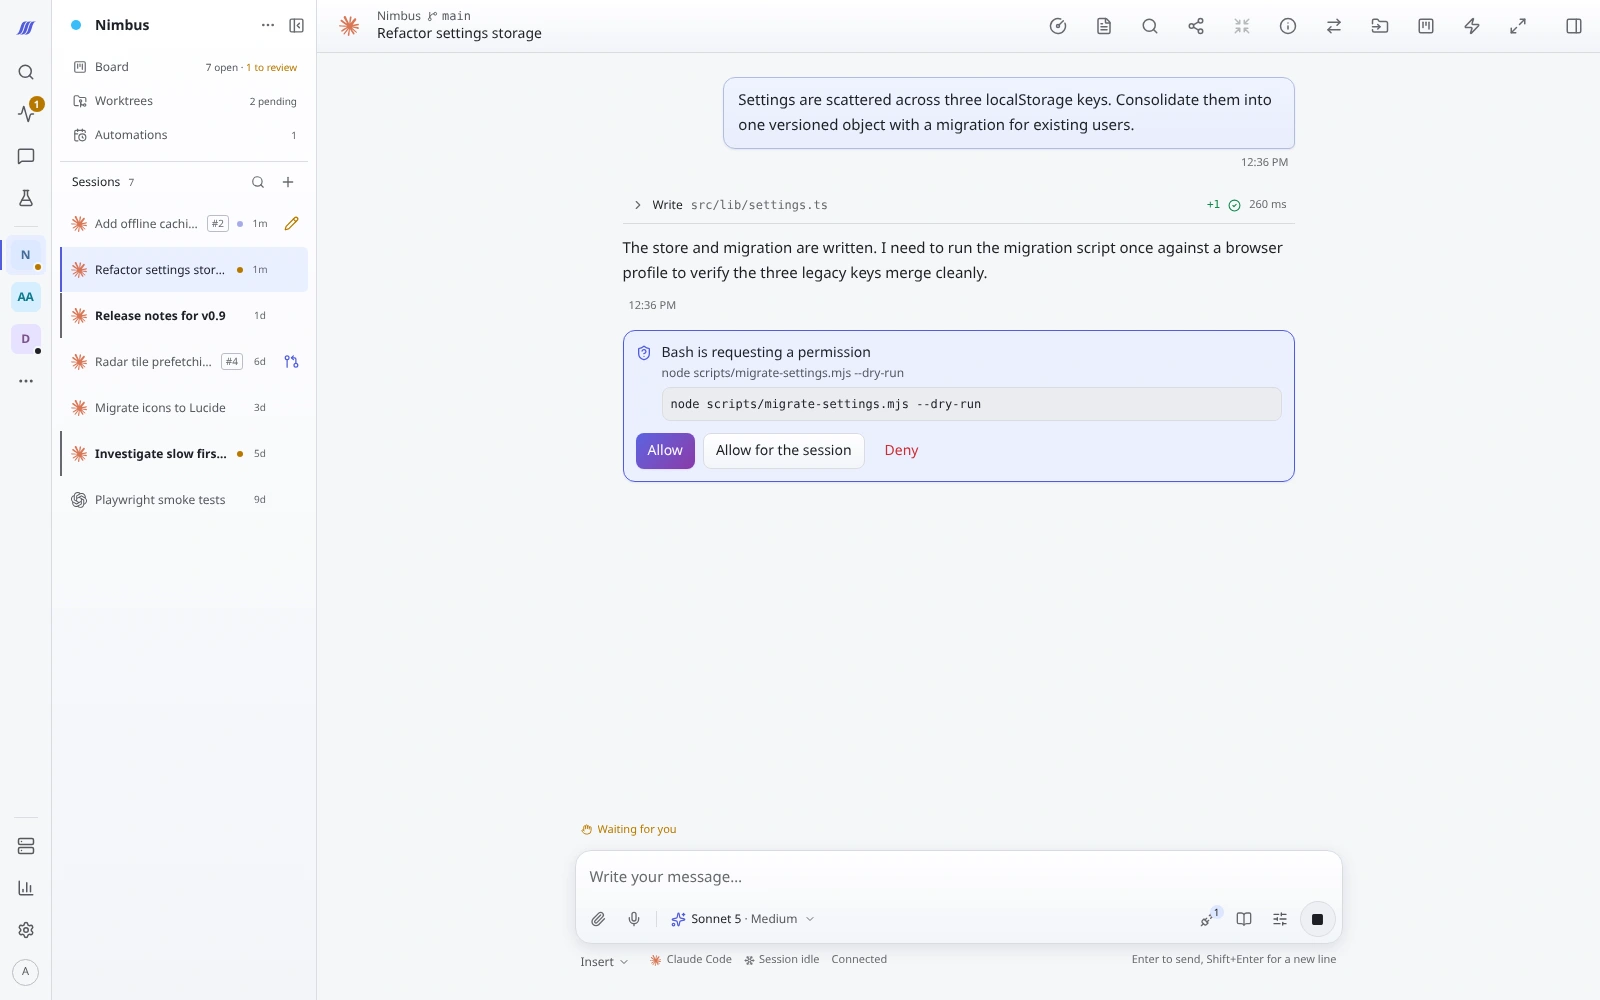 Nimbus
Board 7 open · 1 to review
Worktrees 2 pending
Automations 1
Sessions 7
Add offline cachi... #2 1m
Refactor settings stor... 1m
Release notes for v0.9 1d
Radar tile prefetchi... #4 6d
Migrate icons to Lucide 3d
Investigate slow firs... 5d
Playwright smoke tests 9d
1
N
AA
D
A
Nimbus main
Refactor settings storage
Settings are scattered across three localStorage keys. Consolidate them into
one versioned object with a migration for existing users.
12:36 PM
Write src/lib/settings.ts +1 260 ms
The store and migration are written. I need to run the migration script once against a browser
profile to verify the three legacy keys merge cleanly.
12:36 PM
Bash is requesting a permission
node scripts/migrate-settings.mjs --dry-run
node scripts/migrate-settings.mjs --dry-run
Allow Allow for the session Deny
Waiting for you
Write your message...
Sonnet 5 · Medium 1
Insert Claude Code Session idle Connected Enter to send, Shift+Enter for a new line